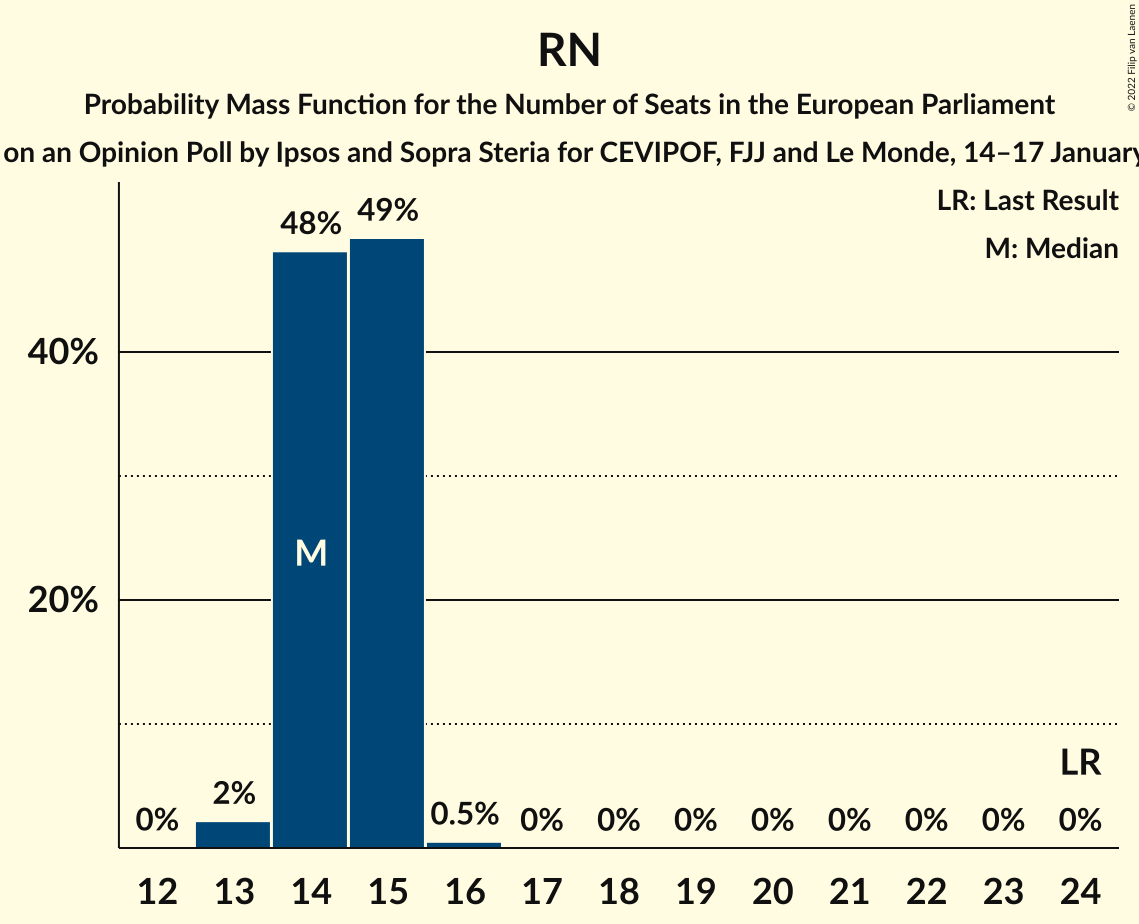 RN
Probability Mass Function for the Number of Seats in the European Parliament
on an Opinion Poll by Ipsos and Sopra Steria for CEVIPOF, FJJ and Le Monde, 14–17 January
© 2022 Filip van Laenen
LR: Last Result
M: Median
48%
49%
40%
M
20%
LR
0%
2%
0.5%
0% 0% 0% 0% 0% 0% 0% 0%
12 13 14 15 16 17 18 19 20 21 22 23 24